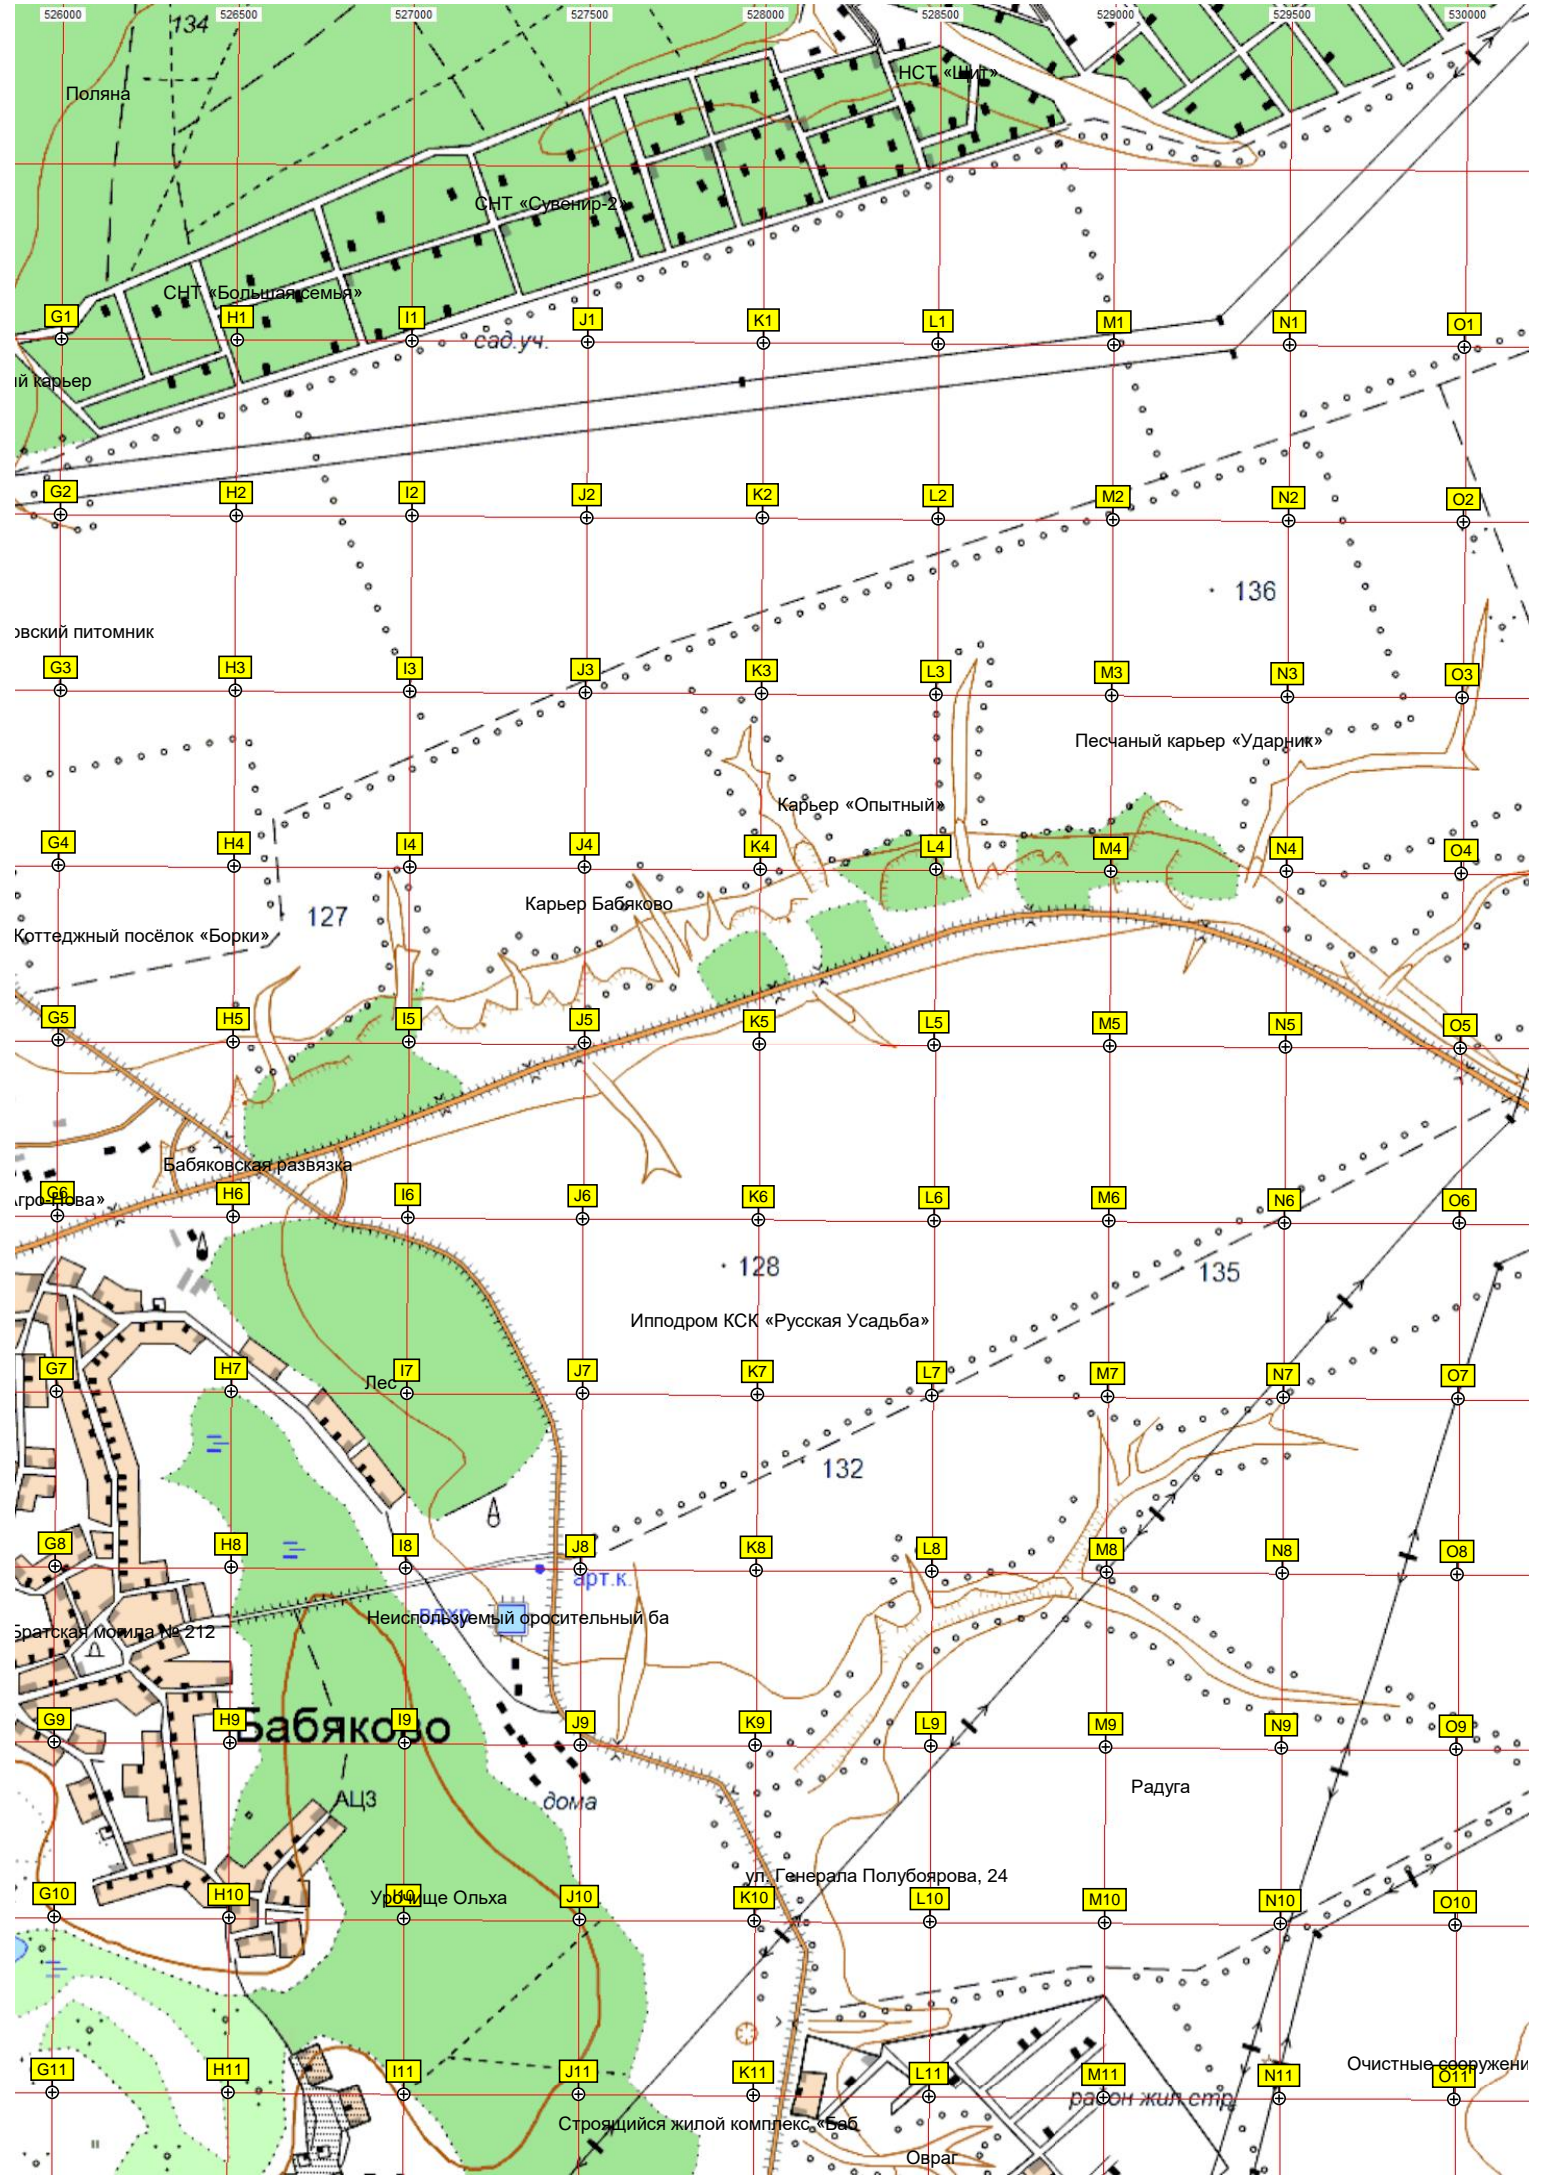 526000 526500 527000 527500 528000 528500 529000 529500 530000
134
НСТ «Щит»
Поляна
СНТ «Сувенир-2»
СНТ «Большая семья»
G1 H1 I1 J1 K1 L1 M1 N1 O1
сад.уч.
ый карьер
G2 H2 I2 J2 K2 L2 M2 N2 O2
136
овский питомник
G3 H3 I3 J3 K3 L3 M3 N3 O3
Песчаный карьер «Ударник»
Карьер «Опытный»
G4 H4 I4 J4 K4 L4 M4 N4 O4
Карьер Бабяково
127
Коттеджный посёлок «Борки»
G5 H5 I5 J5 K5 L5 M5 N5 O5
Бабяковская развязка
G6 H6 I6 J6 K6 L6 M6 N6 O6
Агро-Нова»
128
135
Ипподром КСК «Русская Усадьба»
G7 H7 I7 J7 K7 L7 M7 N7 O7
Лес
132
G8 H8 I8 J8 K8 L8 M8 N8 O8
арт.к.
вдхр.
Неиспользуемый оросительный ба
Братская могила № 212
G9 H9 I9 J9 K9 L9 M9 N9 O9
Бабяково
Радуга
АЦЗ
дома
ул. Генерала Полубоярова, 24
G10 H10 I10 J10 K10 L10 M10 N10 O10
Урочище Ольха
Очистные сооружени
G11 H11 I11 J11 K11 L11 M11 N11 O11
район жил.стр.
Строящийся жилой комплекс «Баб
Овраг